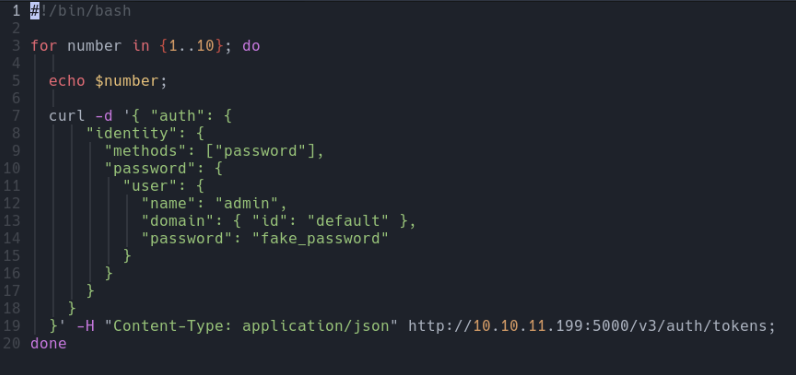 1 #!/bin/bash
2
3 for number in {1..10}; do
4
5   echo $number;
6
7   curl -d '{ "auth": {
8       "identity": {
9         "methods": ["password"],
10         "password": {
11           "user": {
12             "name": "admin",
13             "domain": { "id": "default" },
14             "password": "fake_password"
15           }
16         }
17       }
18     }
19   }' -H "Content-Type: application/json" http://10.10.11.199:5000/v3/auth/tokens;
20 done